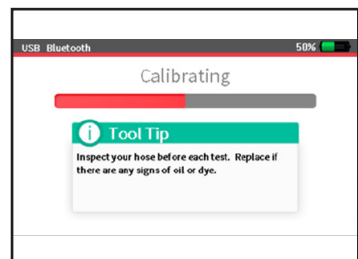 USB Bluetooth 50%
Calibrating
i Tool Tip
Inspect your hose before each test. Replace if
there are any signs of oil or dye.